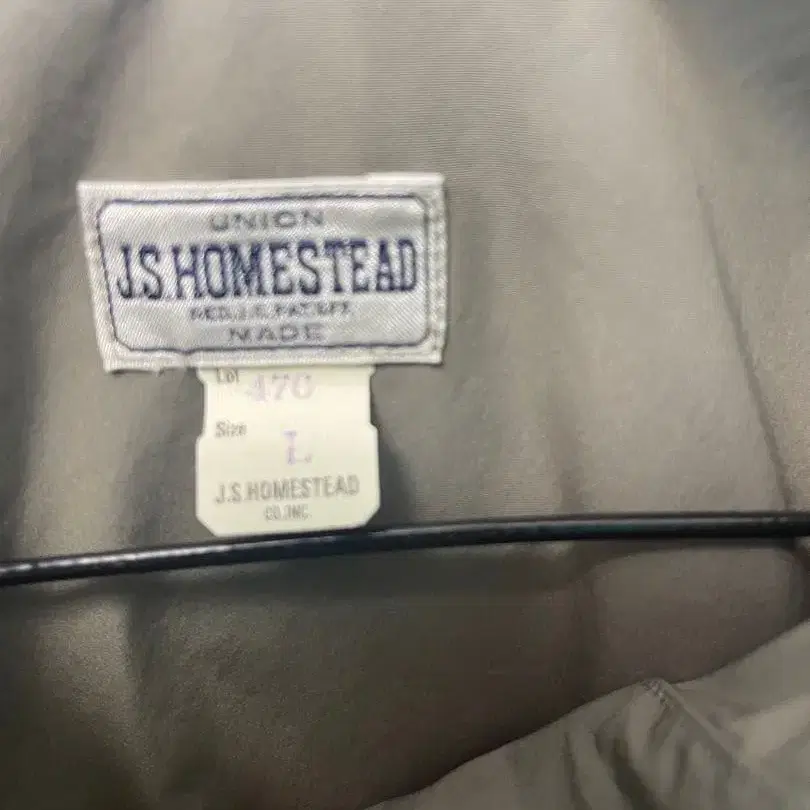 UNION
J.S.HOMESTEAD
REG.U.S.PAT.OFF.
MADE
Lot 470
Size L
J.S.HOMESTEAD
CO.,INC.